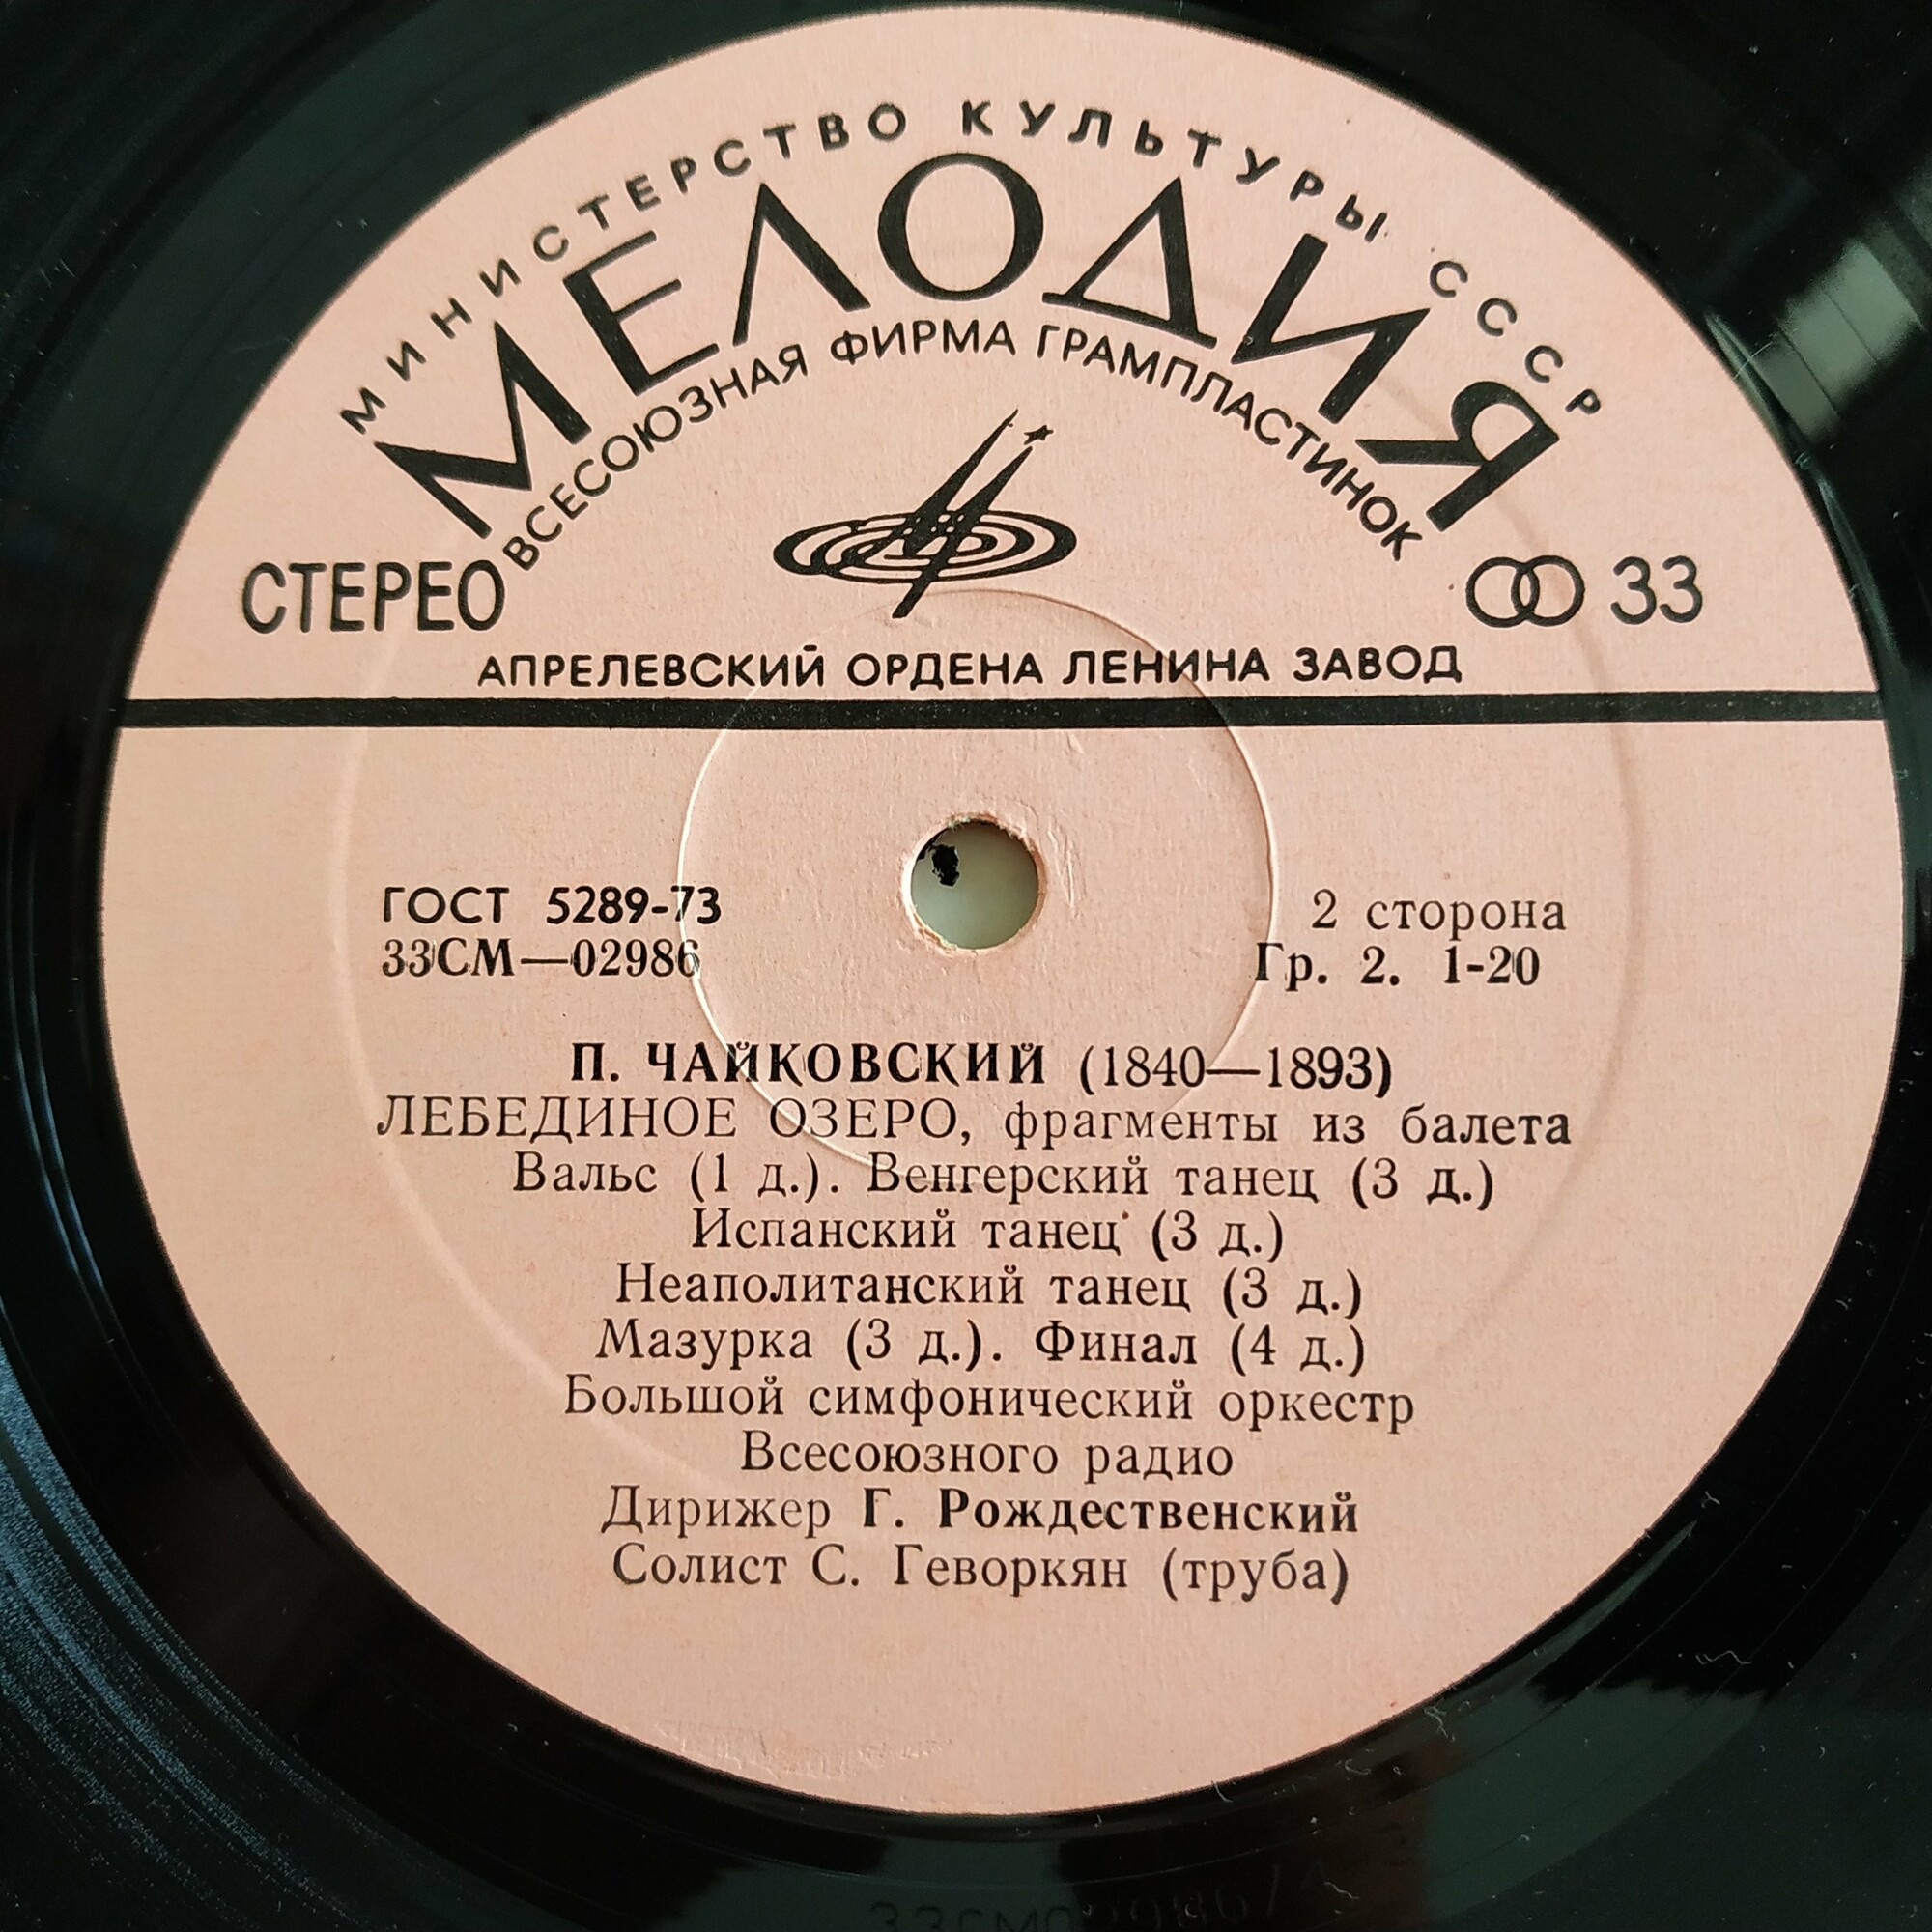 МИНИСТЕРСТВО КУЛЬТУРЫ СССР
МЕЛОДИЯ
ВСЕСОЮЗНАЯ ФИРМА ГРАМПЛАСТИНОК
СТЕРЕО
33
АПРЕЛЕВСКИЙ ОРДЕНА ЛЕНИНА ЗАВОД
ГОСТ 5289-73
33СМ—02986
2 сторона
Гр. 2. 1-20
П. ЧАЙКОВСКИЙ (1840—1893)
ЛЕБЕДИНОЕ ОЗЕРО, фрагменты из балета
Вальс (1 д.). Венгерский танец (3 д.)
Испанский танец (3 д.)
Неаполитанский танец (3 д.)
Мазурка (3 д.). Финал (4 д.)
Большой симфонический оркестр
Всесоюзного радио
Дирижер Г. Рождественский
Солист С. Геворкян (труба)